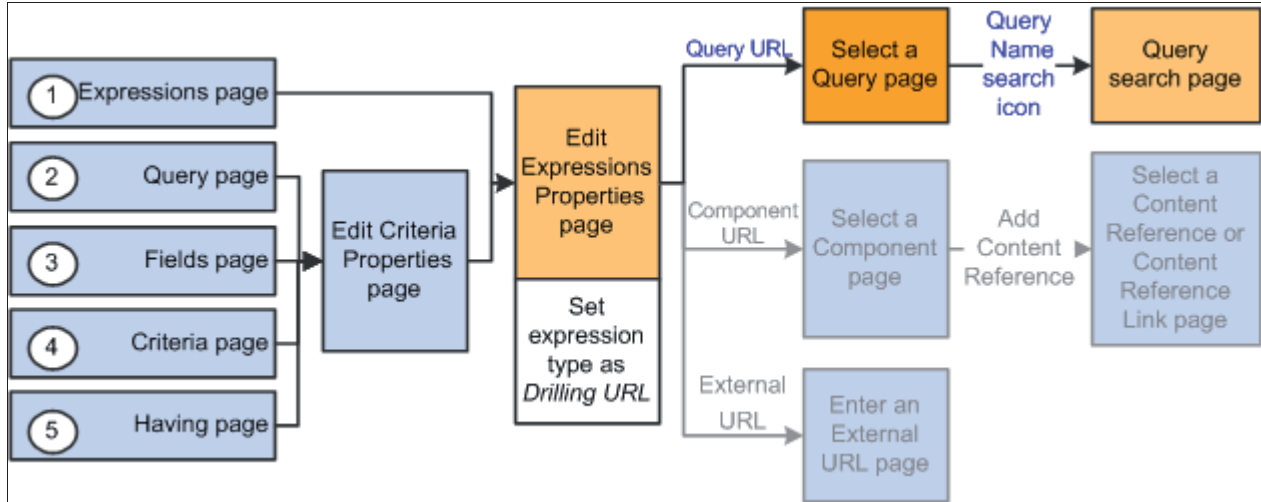 1
Expressions page
2
Query page
3
Fields page
4
Criteria page
5
Having page
Edit Criteria
Properties
page
Edit
Expressions
Properties
page
Set
expression
type as
Drilling URL
Query URL
Select a
Query page
Query
Name
search
icon
Query
search page
Component
URL
Select a
Component
page
Add
Content
Reference
Select a
Content
Reference or
Content
Reference
Link page
External
URL
Enter an
External
URL page